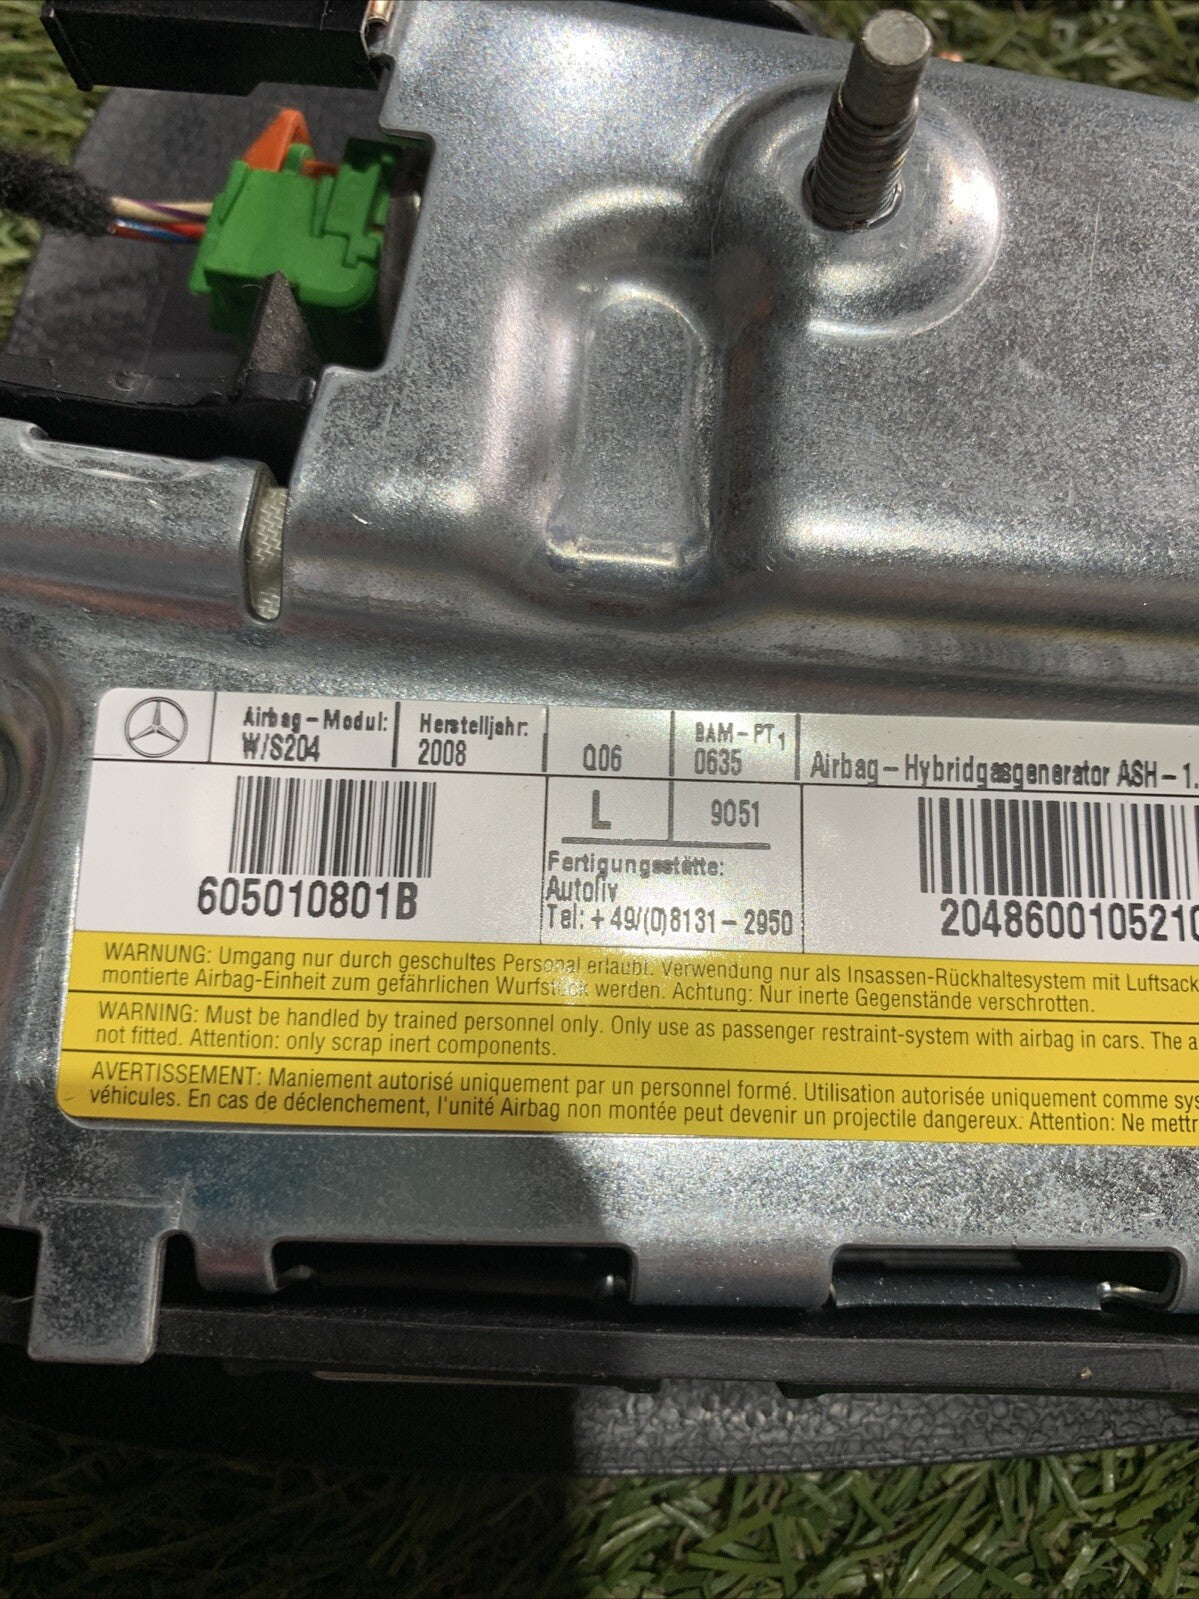 Airbag-Modul:
W/S204
Herstelljahr:
2008
Q06
BAM-PT1
0635
Airbag-Hybridgasgenerator ASH-1.
L
9051
605010801B
Fertigungsstätte:
Autoliv
Tel: +49/(0)8131-2950
2048600105210
WARNUNG: Umgang nur durch geschultes Personal erlaubt. Verwendung nur als Insassen-Rückhaltesystem mit Luftsack
montierte Airbag-Einheit zum gefährlichen Wurfstück werden. Achtung: Nur inerte Gegenstände verschrotten.
WARNING: Must be handled by trained personnel only. Only use as passenger restraint-system with airbag in cars. The a
not fitted. Attention: only scrap inert components.
AVERTISSEMENT: Maniement autorisé uniquement par un personnel formé. Utilisation autorisée uniquement comme sys
véhicules. En cas de déclenchement, l'unité Airbag non montée peut devenir un projectile dangereux. Attention: Ne mettr